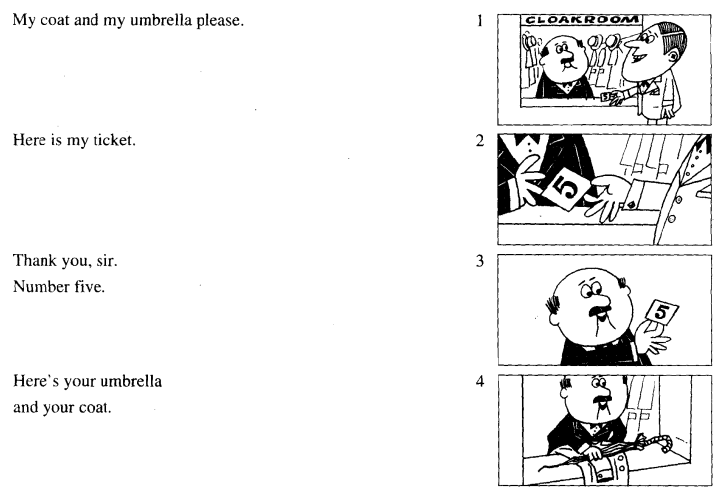 My coat and my umbrella please.
1
CLOAKROOM
5
Here is my ticket.
2
5
Thank you, sir.
Number five.
3
5
Here's your umbrella
and your coat.
4